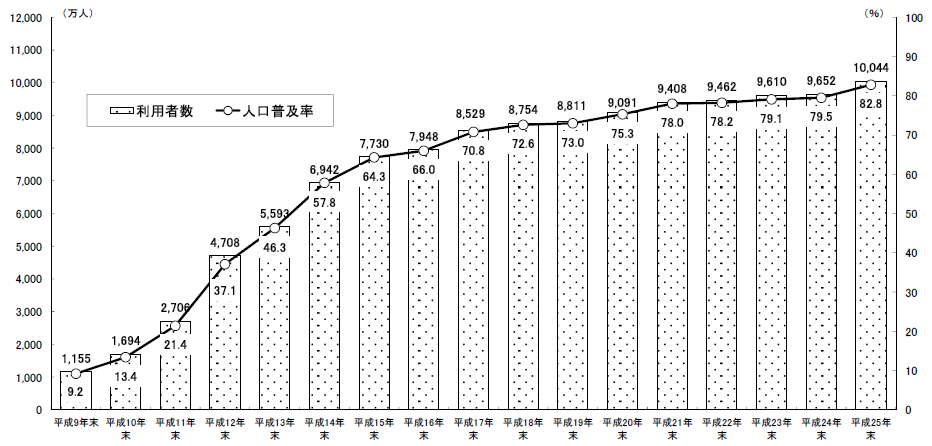 （万人）
（%）
12,000
11,000
10,000
9,000
8,000
7,000
6,000
5,000
4,000
3,000
2,000
1,000
0
100
90
80
70
60
50
40
30
20
10
0
利用者数 人口普及率
1,155
1,694
2,706
4,708
5,593
6,942
7,730
7,948
8,529
8,754
8,811
9,091
9,408
9,462
9,610
9,652
10,044
9.2
13.4
21.4
37.1
46.3
57.8
64.3
66.0
70.8
72.6
73.0
75.3
78.0
78.2
79.1
79.5
82.8
平成9年末
平成10年
末
平成11年
末
平成12年
末
平成13年
末
平成14年
末
平成15年
末
平成16年
末
平成17年
末
平成18年
末
平成19年
末
平成20年
末
平成21年
末
平成22年
末
平成23年
末
平成24年
末
平成25年
末